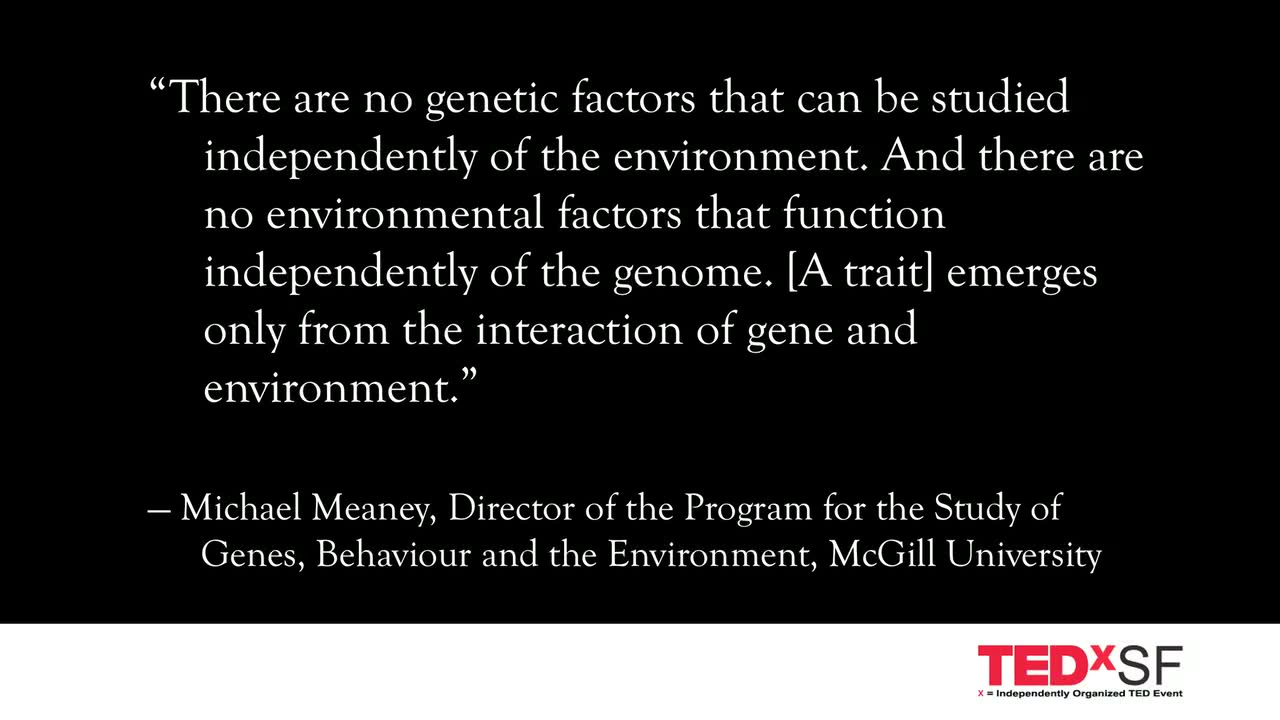 “There are no genetic factors that can be studied
independently of the environment. And there are
no environmental factors that function
independently of the genome. [A trait] emerges
only from the interaction of gene and
environment.”
– Michael Meaney, Director of the Program for the Study of
Genes, Behaviour and the Environment, McGill University
TEDxSF
x = Independently Organized TED Event